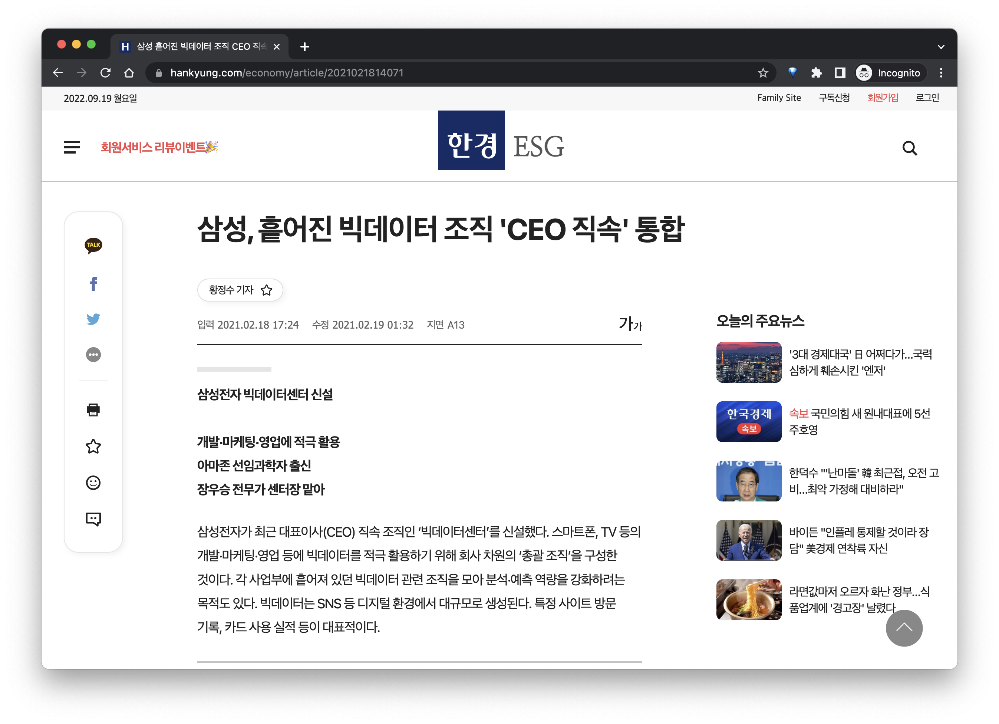 삼성 흩어진 빅데이터 조직 CEO 직속
hankyung.com/economy/article/2021021814071
Incognito
2022.09.19 월요일
Family Site 구독신청 회원가입 로그인
회원서비스 리뷰이벤트
한경 ESG
삼성, 흩어진 빅데이터 조직 'CEO 직속' 통합
TALK
황정수 기자
입력 2021.02.18 17:24 수정 2021.02.19 01:32 지면 A13
가가
삼성전자 빅데이터센터 신설
개발·마케팅·영업에 적극 활용
아마존 선임과학자 출신
장우승 전무가 센터장 맡아
삼성전자가 최근 대표이사(CEO) 직속 조직인 ‘빅데이터센터’를 신설했다. 스마트폰, TV 등의
개발·마케팅·영업 등에 빅데이터를 적극 활용하기 위해 회사 차원의 ‘총괄 조직’을 구성한
것이다. 각 사업부에 흩어져 있던 빅데이터 관련 조직을 모아 분석·예측 역량을 강화하려는
목적도 있다. 빅데이터는 SNS 등 디지털 환경에서 대규모로 생성된다. 특정 사이트 방문
기록, 카드 사용 실적 등이 대표적이다.
오늘의 주요뉴스
'3대 경제대국' 日 어쩌다가...국력
심하게 훼손시킨 '엔저'
한국경제
속보
속보 국민의힘 새 원내대표에 5선
주호영
한덕수 "'난마돌' 韓 최근접, 오전 고
비...최악 가정해 대비하라"
바이든 "인플레 통제할 것이라 장
담" 美경제 연착륙 자신
라면값마저 오르자 화난 정부...식
품업계에 '경고장' 날렸다